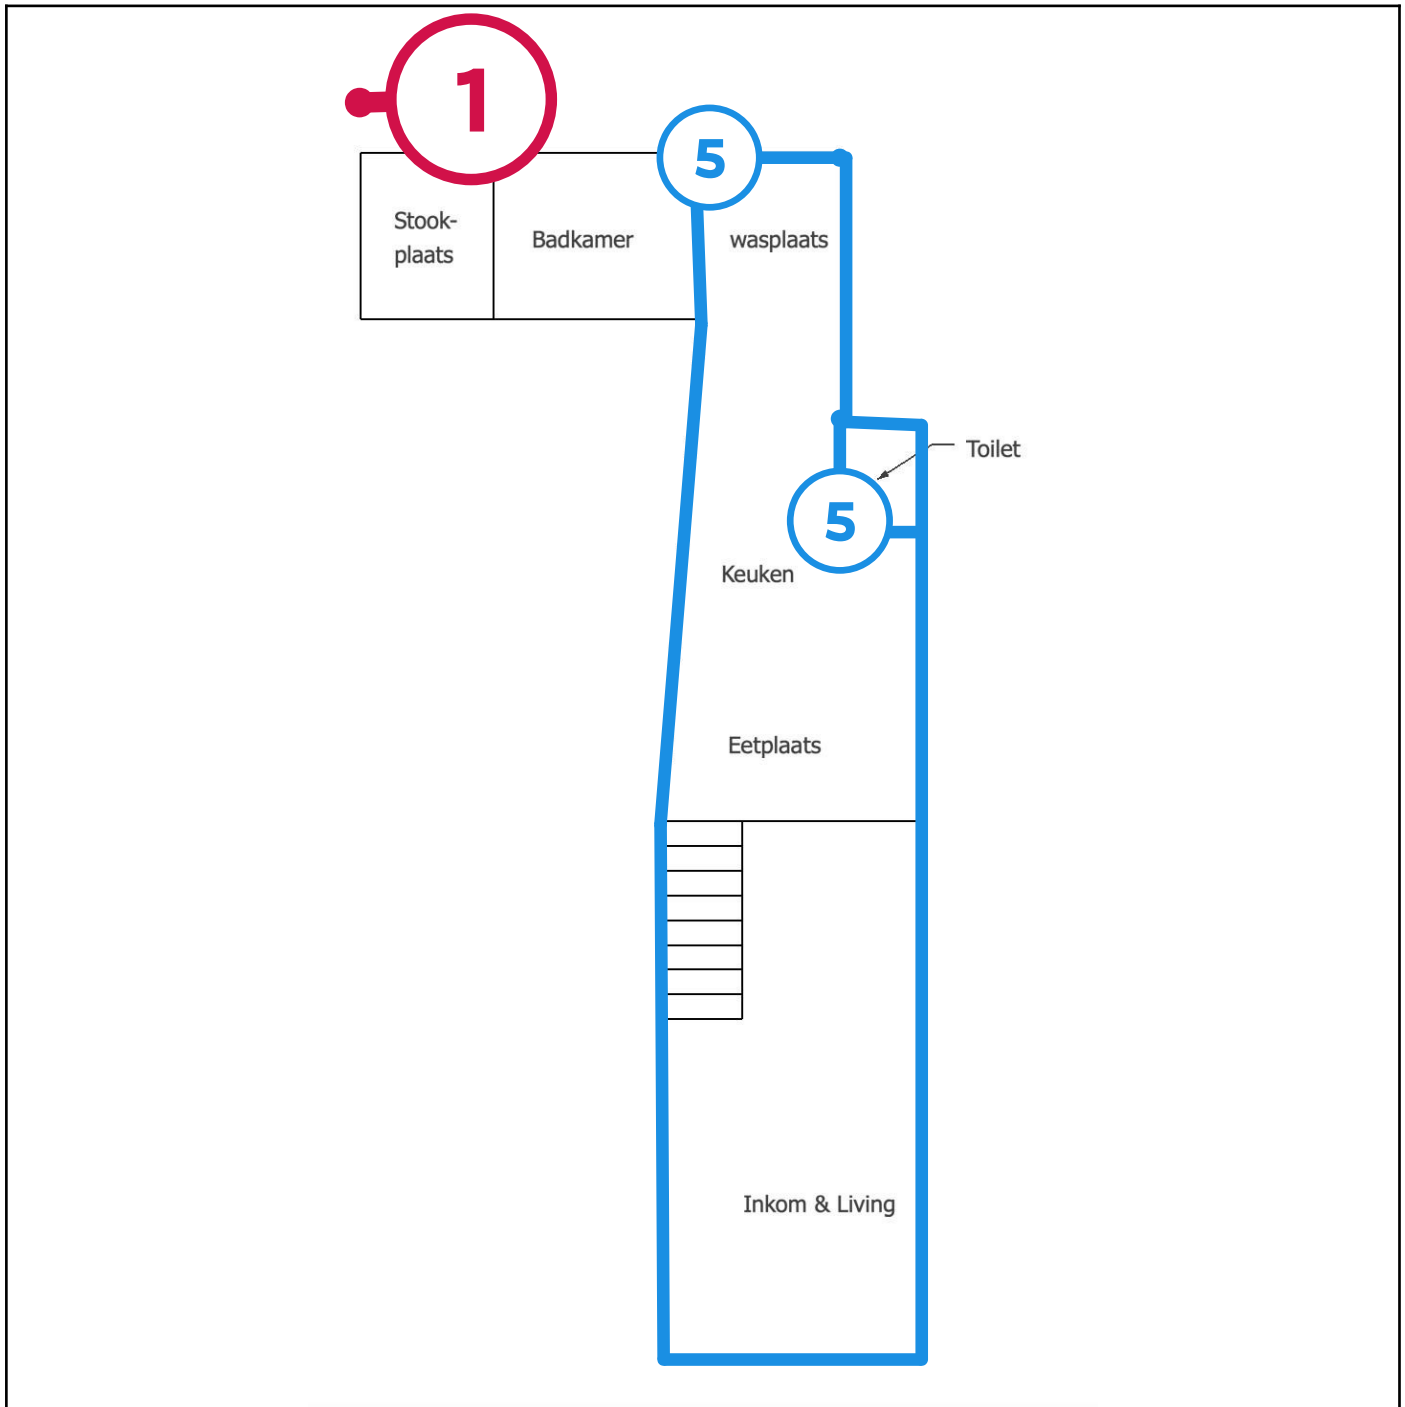 1
5
Stook-
plaats
Badkamer
wasplaats
Toilet
5
Keuken
Eetplaats
Inkom & Living